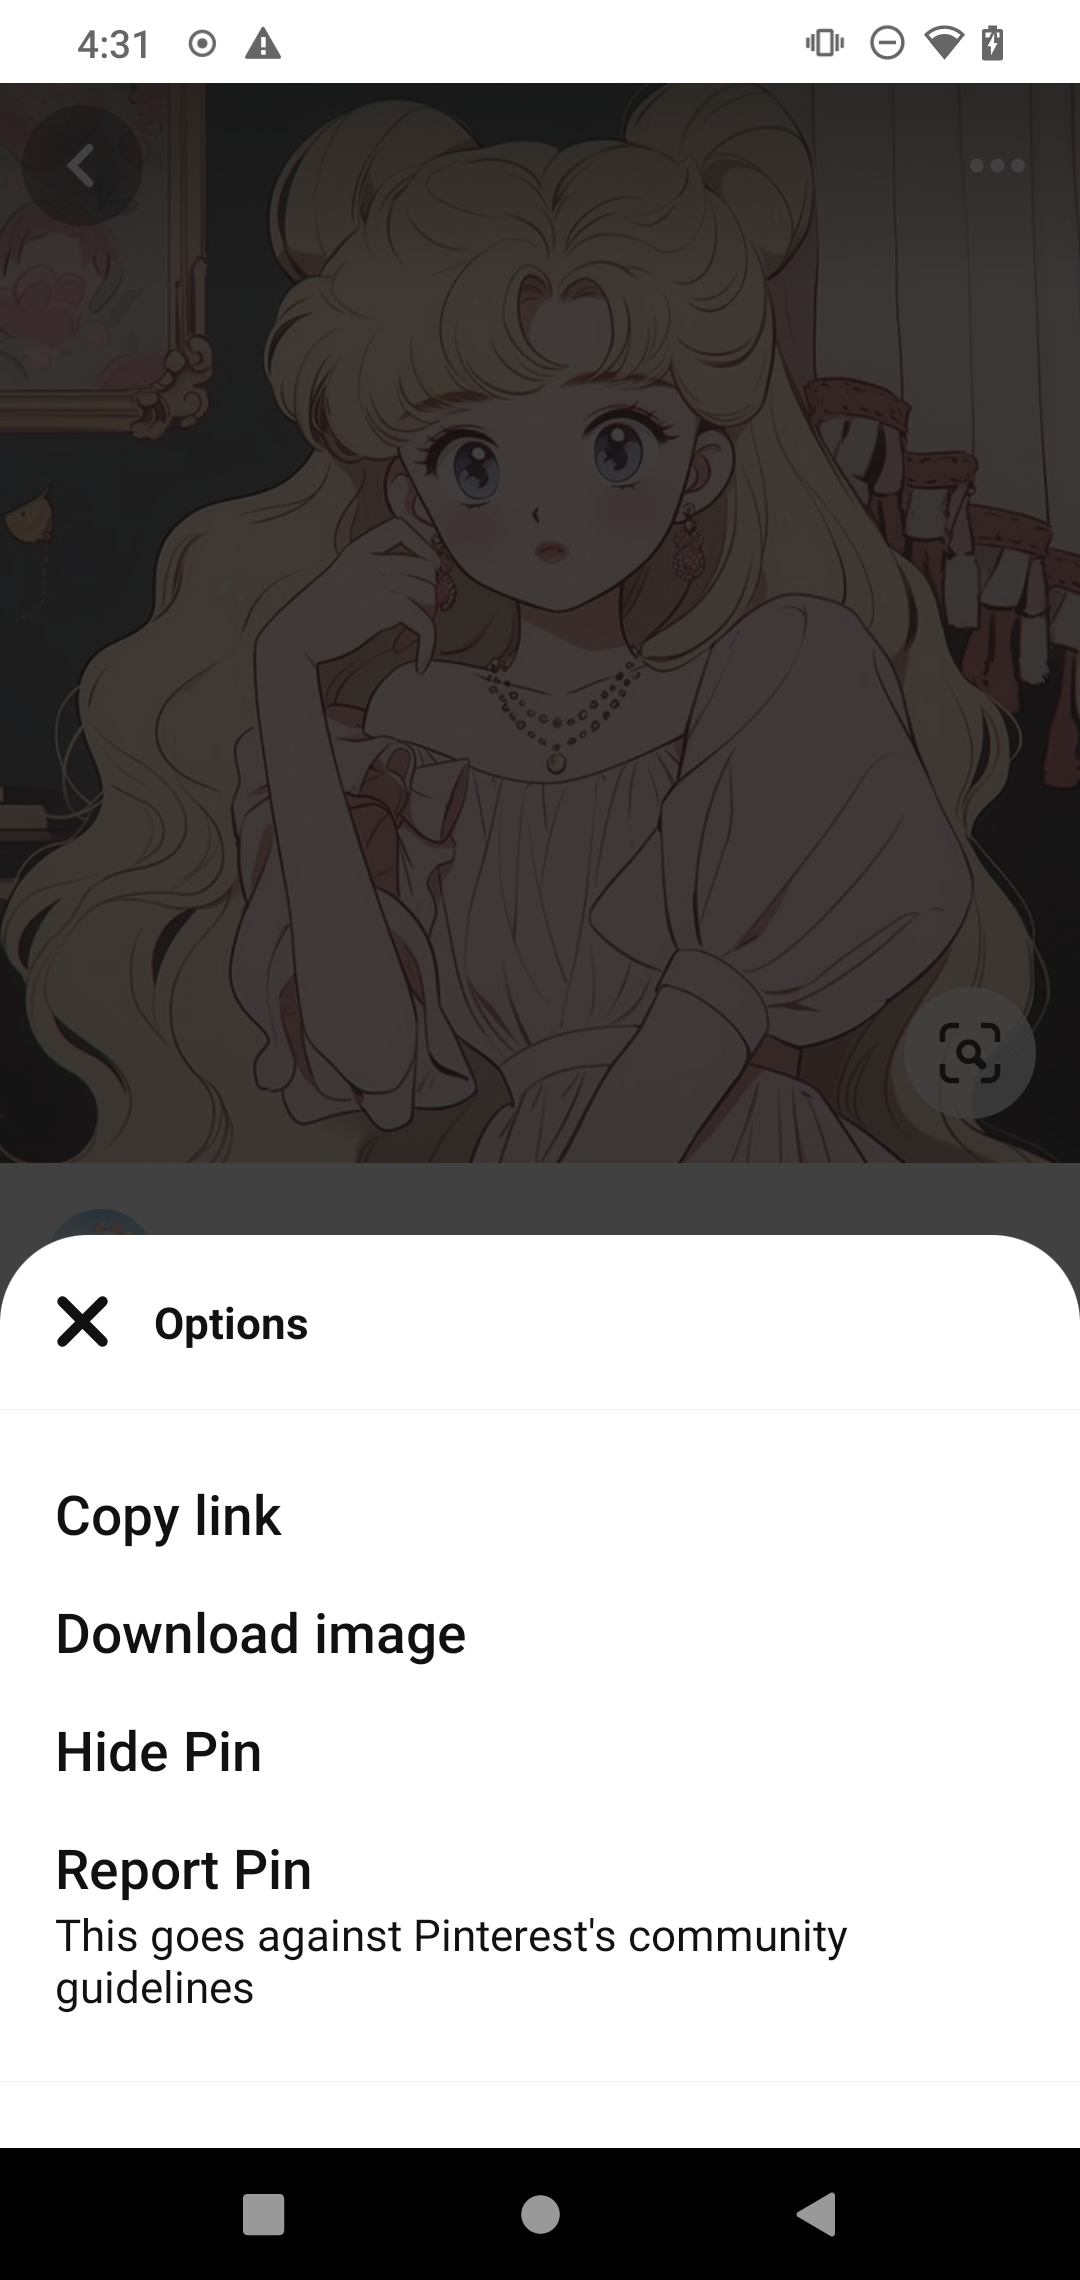 4:31
Options
Copy link
Download image
Hide Pin
Report Pin
This goes against Pinterest's community
guidelines